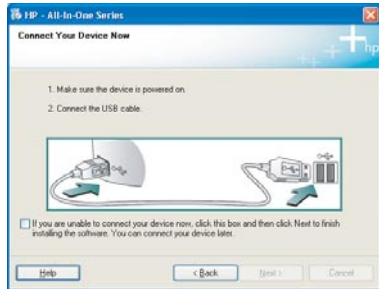 HP - All-In-One Series
Connect Your Device Now
hp
1. Make sure the device is powered on.
2. Connect the USB cable.
If you are unable to connect your device now, click this box and then click Next to finish
installing the software. You can connect your device later.
Help
< Back
Next >
Cancel